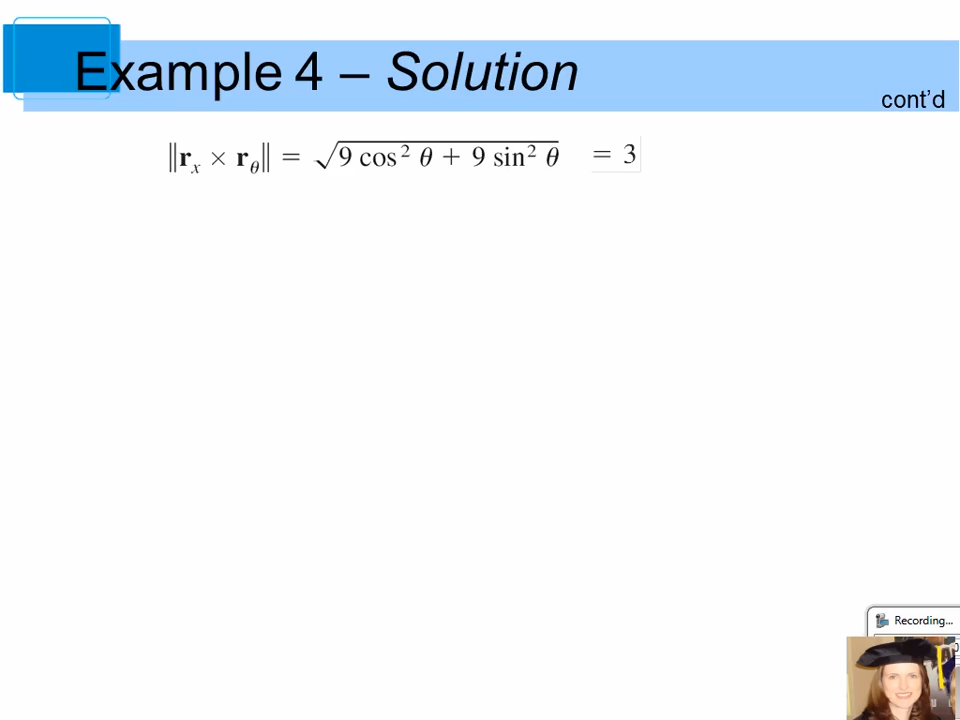 Example 4 – Solution
cont'd
‖r_x × r_θ‖ = √(9 cos² θ + 9 sin² θ) = 3
Recording...